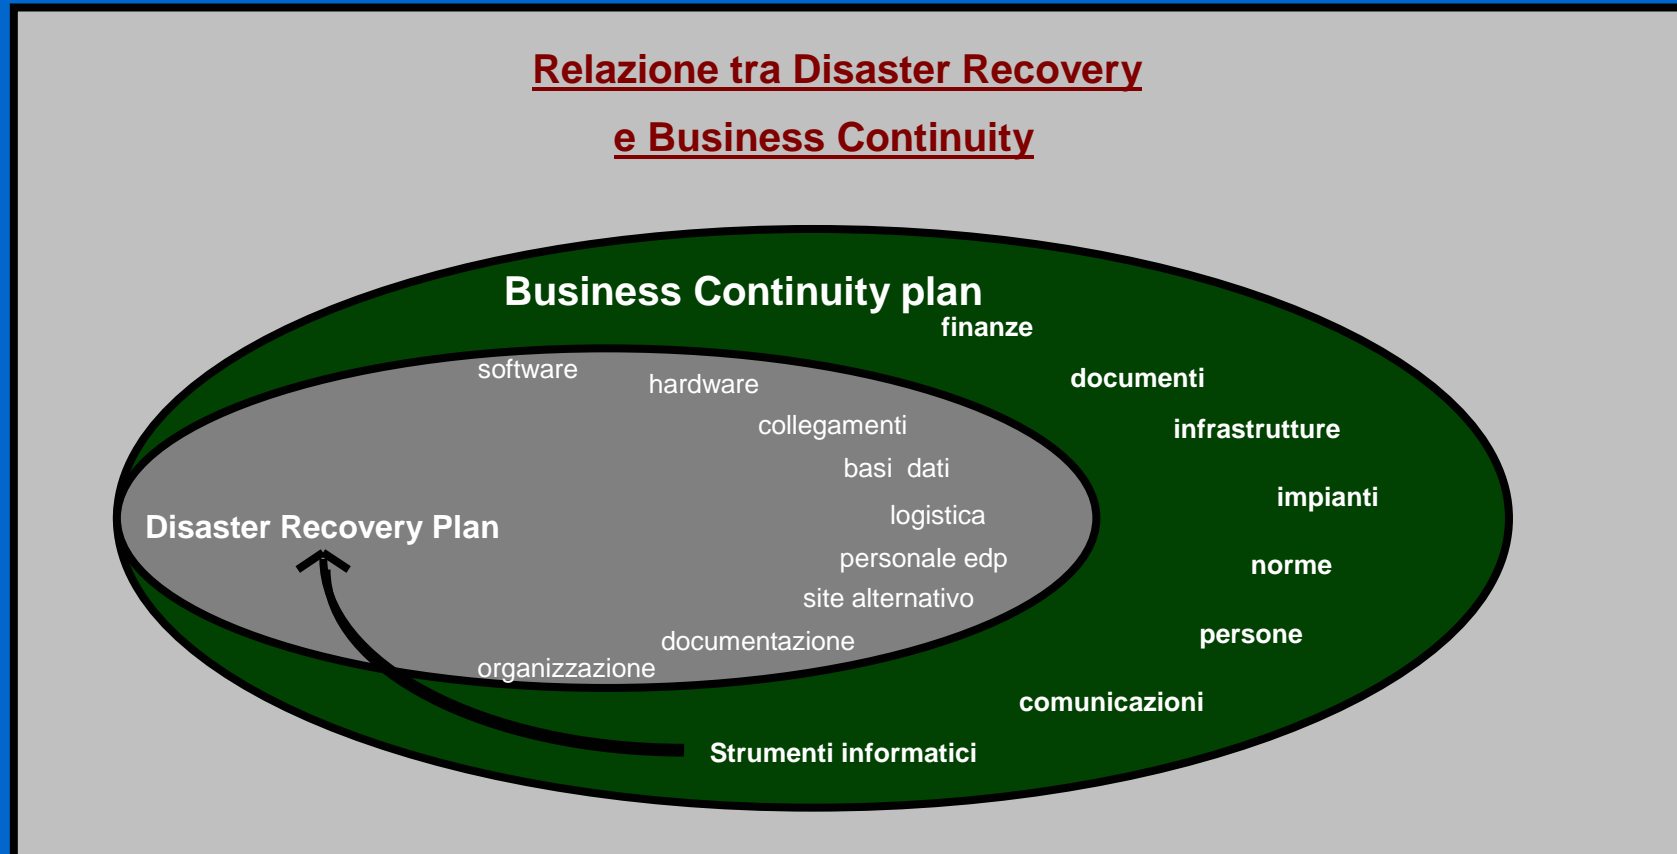 Relazione tra Disaster Recovery
e Business Continuity
Business Continuity plan
finanze
software
hardware
documenti
collegamenti
infrastrutture
basi dati
impianti
logistica
Disaster Recovery Plan
personale edp
norme
site alternativo
persone
documentazione
organizzazione
comunicazioni
Strumenti informatici